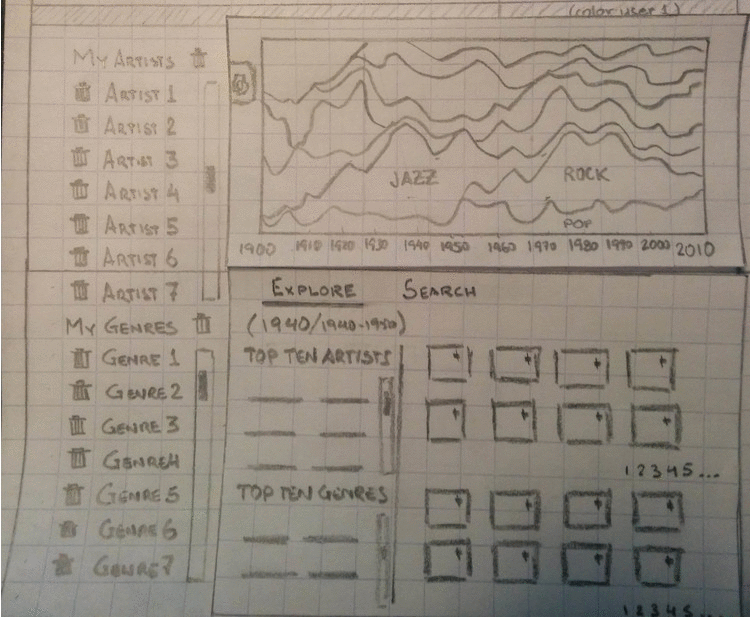 (color user 1)
MY ARTISTS
ARTIST 1
ARTIST 2
ARTIST 3
ARTIST 4
ARTIST 5
ARTIST 6
ARTIST 7
MY GENRES
GENRE 1
GENRE 2
GENRE 3
GENRE 4
GENRE 5
GENRE 6
GENRE 7
JAZZ ROCK
POP
1900 1910 1920 1930 1940 1950 1960 1970 1980 1990 2000 2010
EXPLORE SEARCH
(1940/1940-1950)
TOP TEN ARTISTS
1 2 3 4 5 ...
TOP TEN GENRES
1 2 3 4 5 ...